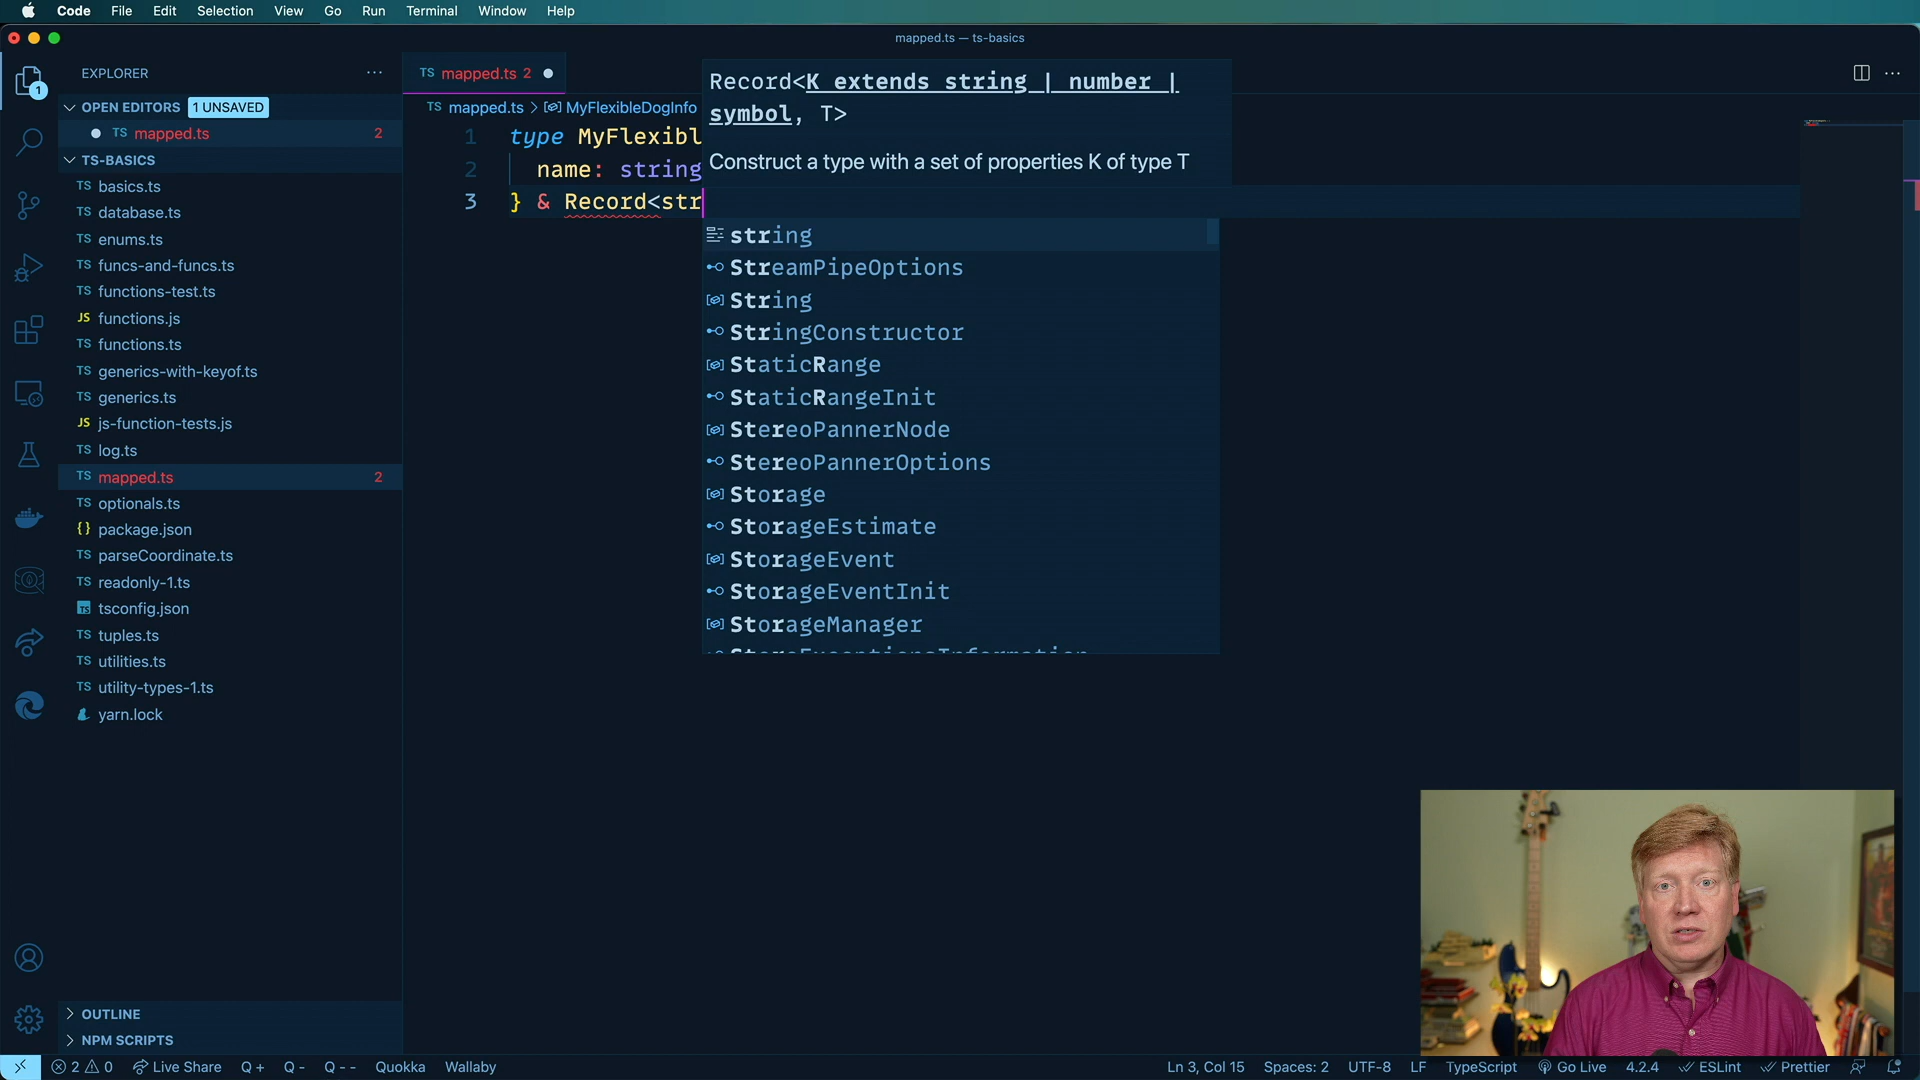 Code File Edit Selection View Go Run Terminal Window Help
mapped.ts — ts-basics
EXPLORER
OPEN EDITORS 1 UNSAVED
TS mapped.ts 2
TS-BASICS
TS basics.ts
TS database.ts
TS enums.ts
TS funcs-and-funcs.ts
TS functions-test.ts
JS functions.js
TS functions.ts
TS generics-with-keyof.ts
TS generics.ts
JS js-function-tests.js
TS log.ts
TS mapped.ts 2
TS optionals.ts
{} package.json
TS parseCoordinate.ts
TS readonly-1.ts
TS tsconfig.json
TS tuples.ts
TS utilities.ts
TS utility-types-1.ts
yarn.lock
OUTLINE
NPM SCRIPTS
1
TS mapped.ts 2
TS mapped.ts > MyFlexibleDogInfo
1 type MyFlexibl
2 name: string
3 } & Record<str
Record<K extends string | number |
symbol, T>
Construct a type with a set of properties K of type T
string
StreamPipeOptions
String
StringConstructor
StaticRange
StaticRangeInit
StereoPannerNode
StereoPannerOptions
Storage
StorageEstimate
StorageEvent
StorageEventInit
StorageManager
StoreExceptionsInformation
2 0 Live Share Q + Q - Q - - Quokka Wallaby
Ln 3, Col 15 Spaces: 2 UTF-8 LF TypeScript Go Live 4.2.4 ESLint Prettier